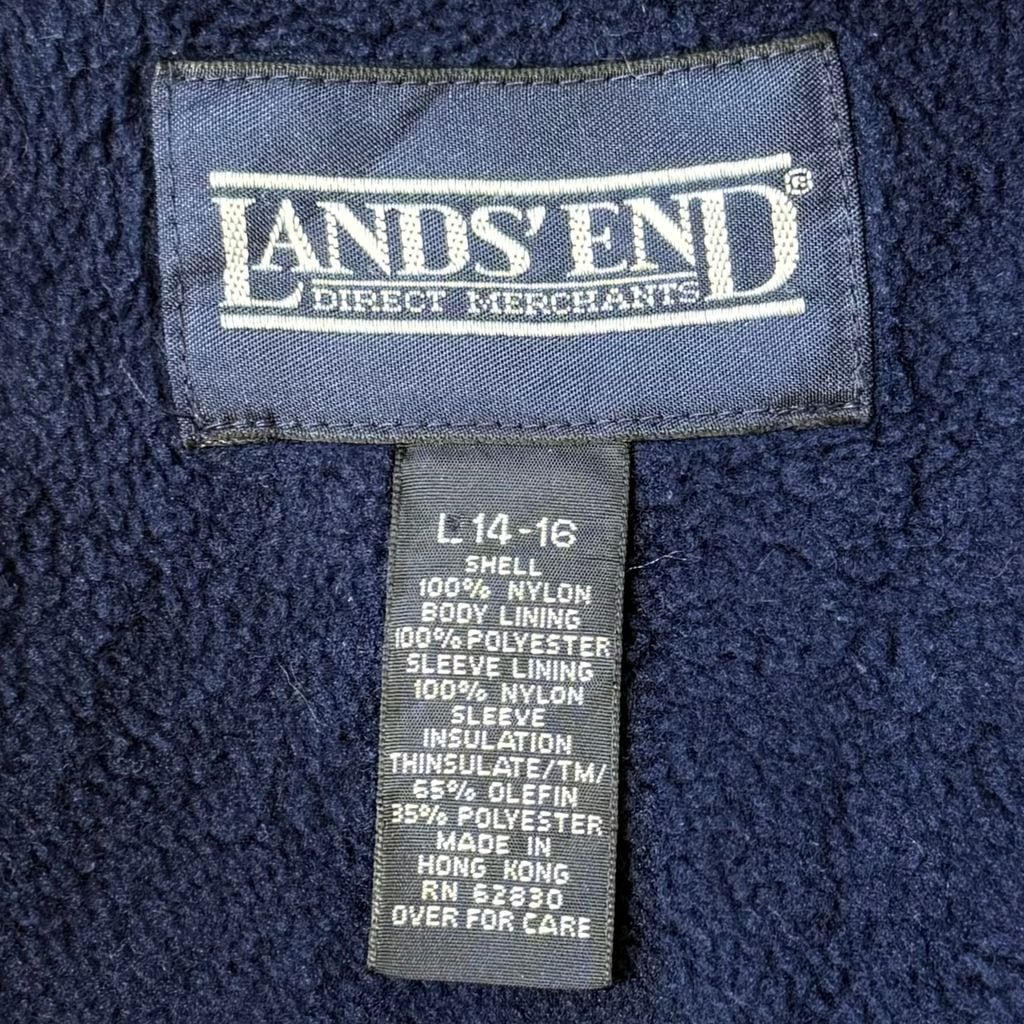 LANDS' END®
DIRECT MERCHANTS
L 14-16
SHELL
100% NYLON
BODY LINING
100% POLYESTER
SLEEVE LINING
100% NYLON
SLEEVE
INSULATION
THINSULATE/TM/
65% OLEFIN
35% POLYESTER
MADE IN
HONG KONG
RN 62830
OVER FOR CARE